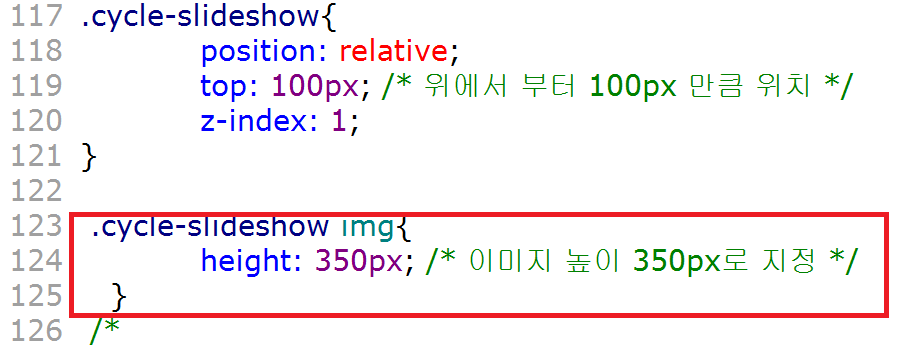 117 .cycle-slideshow{
118 position: relative;
119 top: 100px; /* 위에서 부터 100px 만큼 위치 */
120 z-index: 1;
121 }
122
123 .cycle-slideshow img{
124 height: 350px; /* 이미지 높이 350px로 지정 */
125 }
126 /*